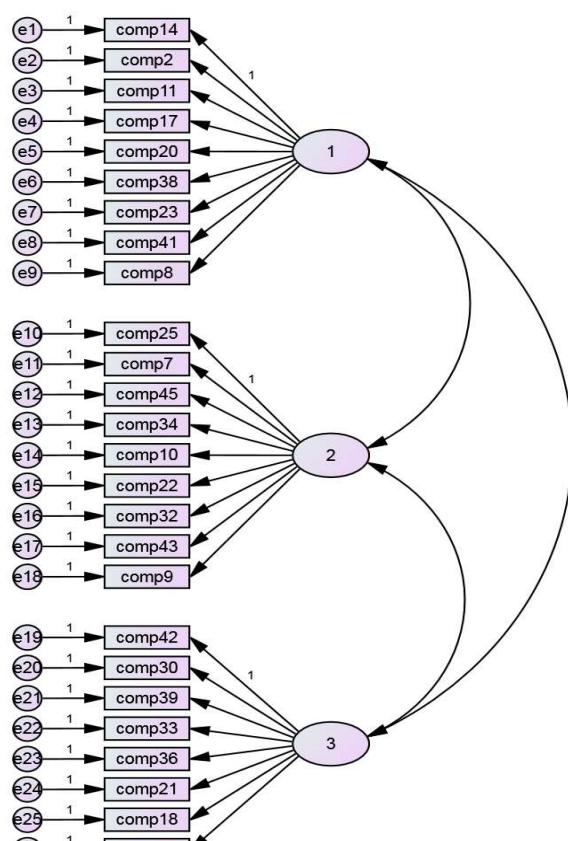 e1 1 comp14
e2 1 comp2
1
e3 1 comp11
e4 1 comp17
e5 1 comp20 1
e6 1 comp38
e7 1 comp23
e8 1 comp41
e9 1 comp8
e10 1 comp25
e11 1 comp7
1
e12 1 comp45
e13 1 comp34
e14 1 comp10 2
e15 1 comp22
e16 1 comp32
e17 1 comp43
e18 1 comp9
e19 1 comp42
e20 1 comp30
1
e21 1 comp39
e22 1 comp33
e23 1 comp36 3
e24 1 comp21
e25 1 comp18
1